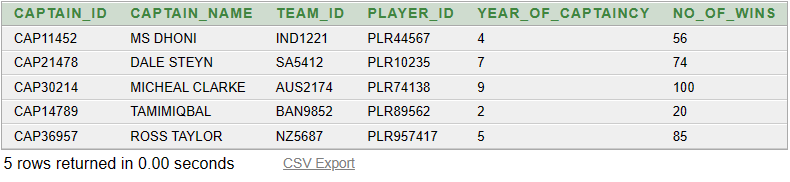 CAPTAIN_ID CAPTAIN_NAME TEAM_ID PLAYER_ID YEAR_OF_CAPTAINCY NO_OF_WINS
CAP11452 MS DHONI IND1221 PLR44567 4 56
CAP21478 DALE STEYN SA5412 PLR10235 7 74
CAP30214 MICHEAL CLARKE AUS2174 PLR74138 9 100
CAP14789 TAMIMIQBAL BAN9852 PLR89562 2 20
CAP36957 ROSS TAYLOR NZ5687 PLR957417 5 85
5 rows returned in 0.00 seconds CSV Export